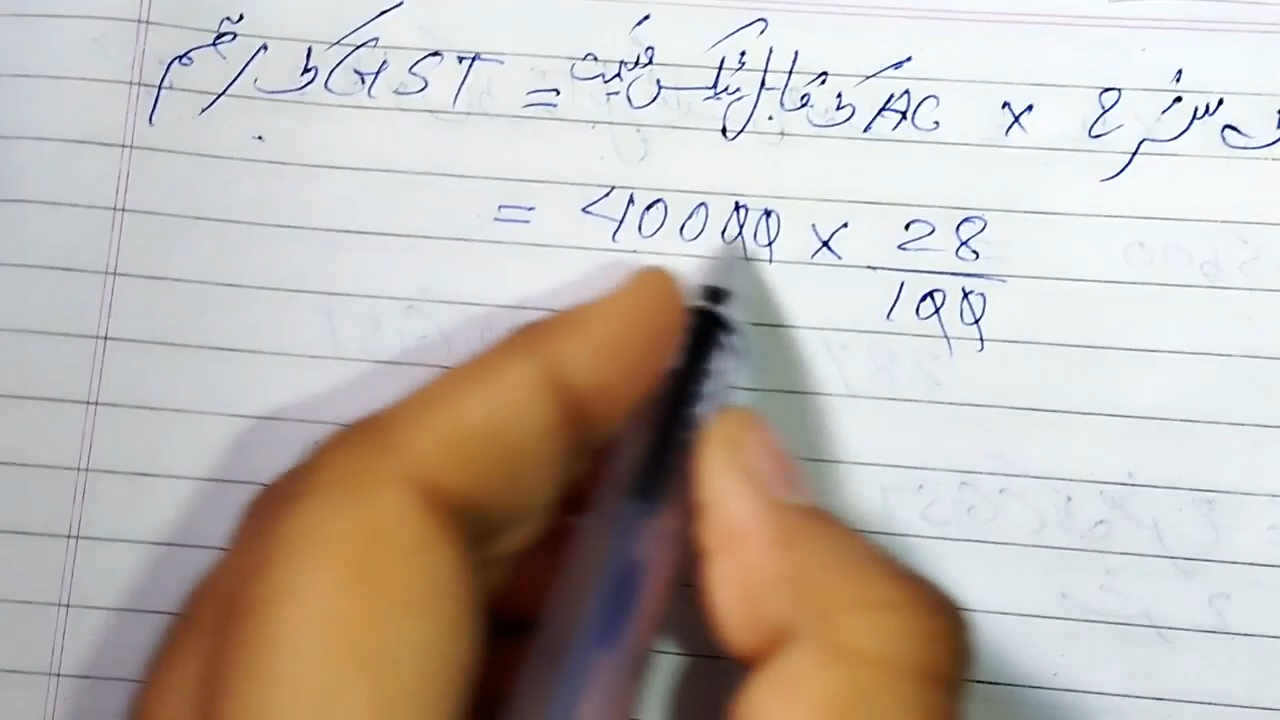 GST کی رقم = AC کی قابل ٹیکس قیمت × شرح
= 40000 × 28/100